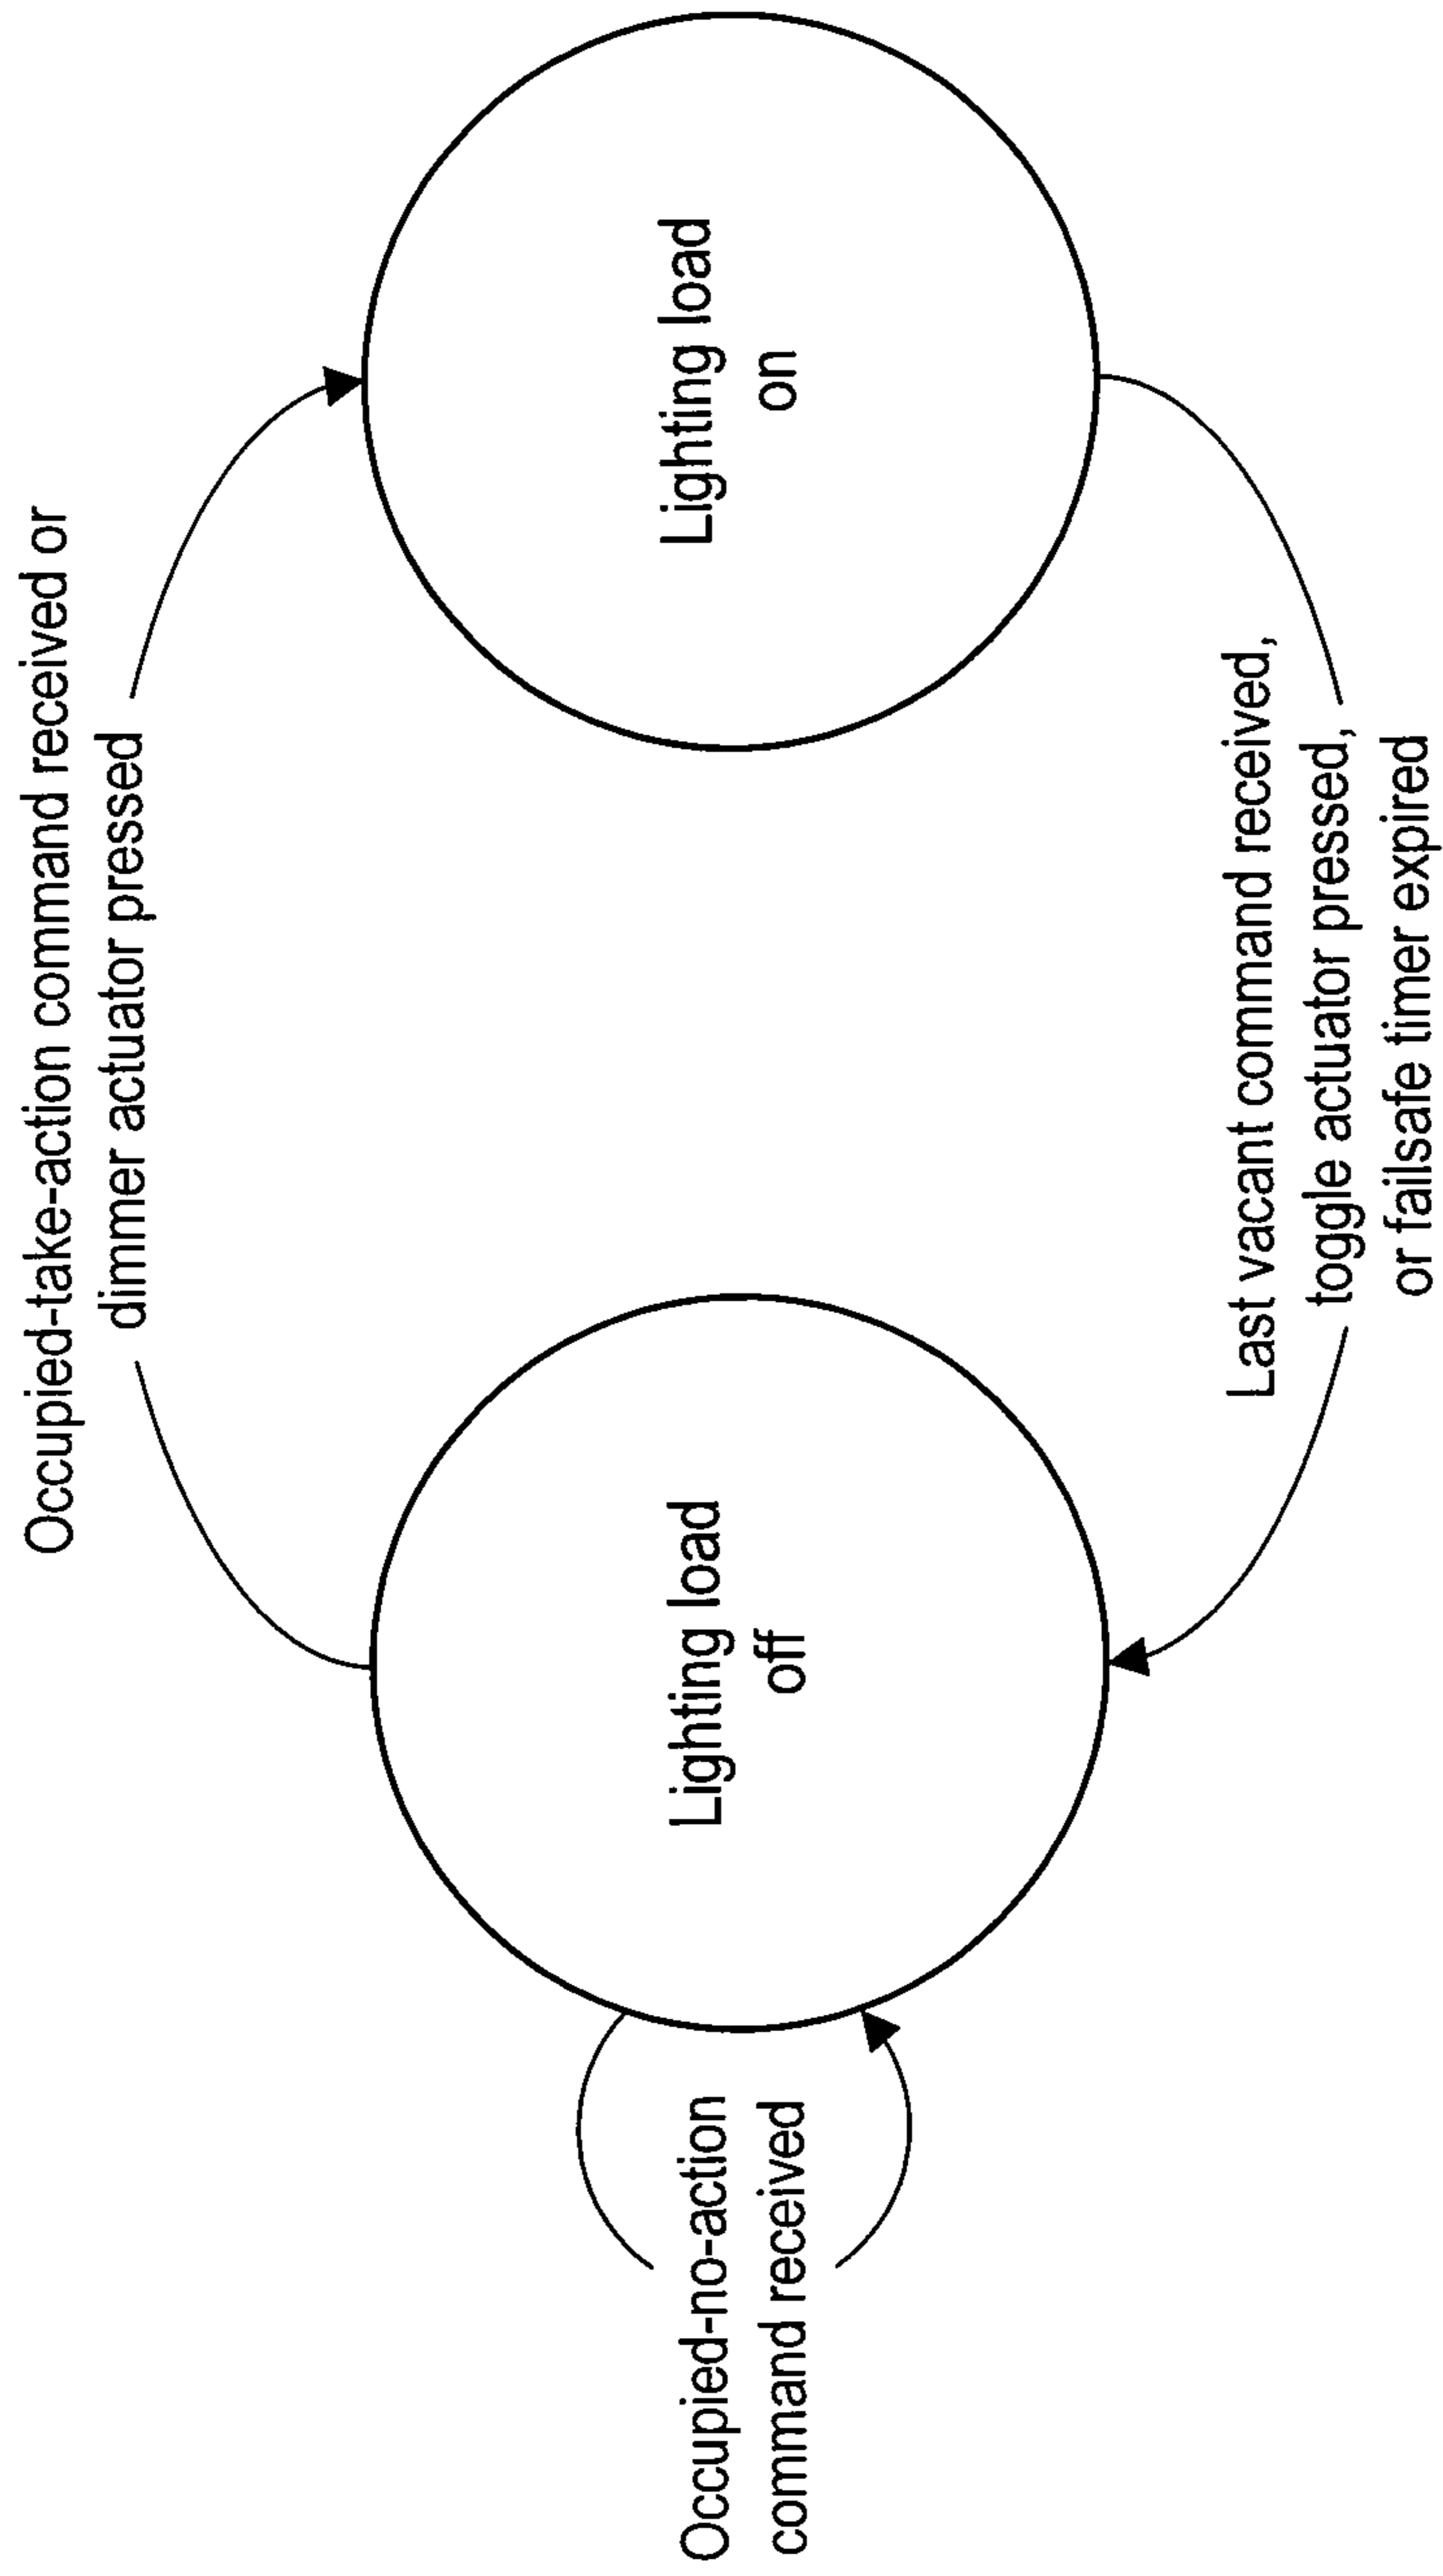 Occupied-take-action command received or
dimmer actuator pressed
Occupied-no-action
command received
Lighting load
off
Lighting load
on
Last vacant command received,
toggle actuator pressed,
or failsafe timer expired